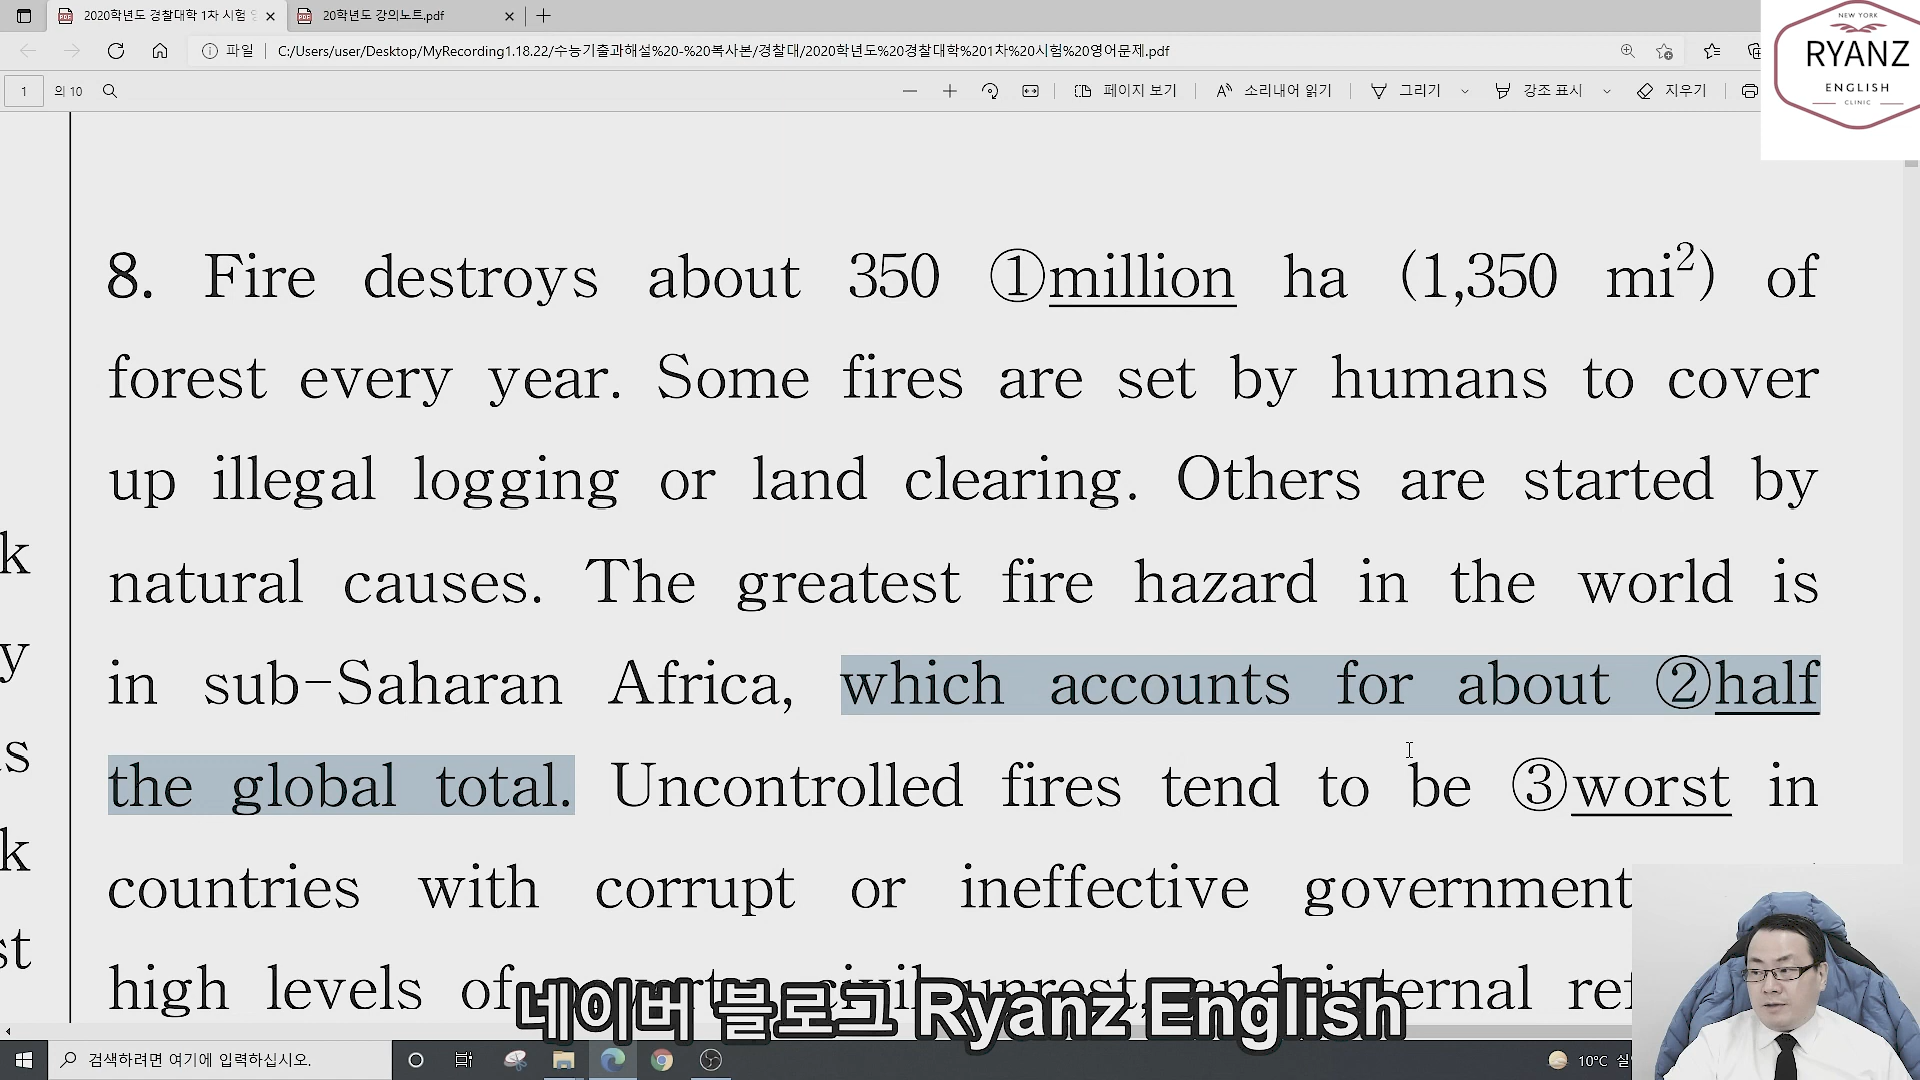 2020학년도 경찰대학 1차 시험
20학년도 강의노트.pdf
파일
C:/Users/user/Desktop/MyRecording1.18.22/수능기출과해설%20-%20복사본/경찰대/2020학년도%20경찰대학%201차%20시험%20영어문제.pdf
1 의 10
페이지 보기
소리내어 읽기
그리기
강조 표시
지우기
NEW YORK
RYANZ
ENGLISH
CLINIC
8. Fire destroys about 350 ①million ha (1,350 mi²) of
forest every year. Some fires are set by humans to cover
up illegal logging or land clearing. Others are started by
natural causes. The greatest fire hazard in the world is
in sub-Saharan Africa, which accounts for about ②half
the global total. Uncontrolled fires tend to be ③worst in
countries with corrupt or ineffective government
high levels of civil unrest, and internal
k
y
s
k
st
네이버 블로그 Ryanz English
검색하려면 여기에 입력하십시오.
10°C